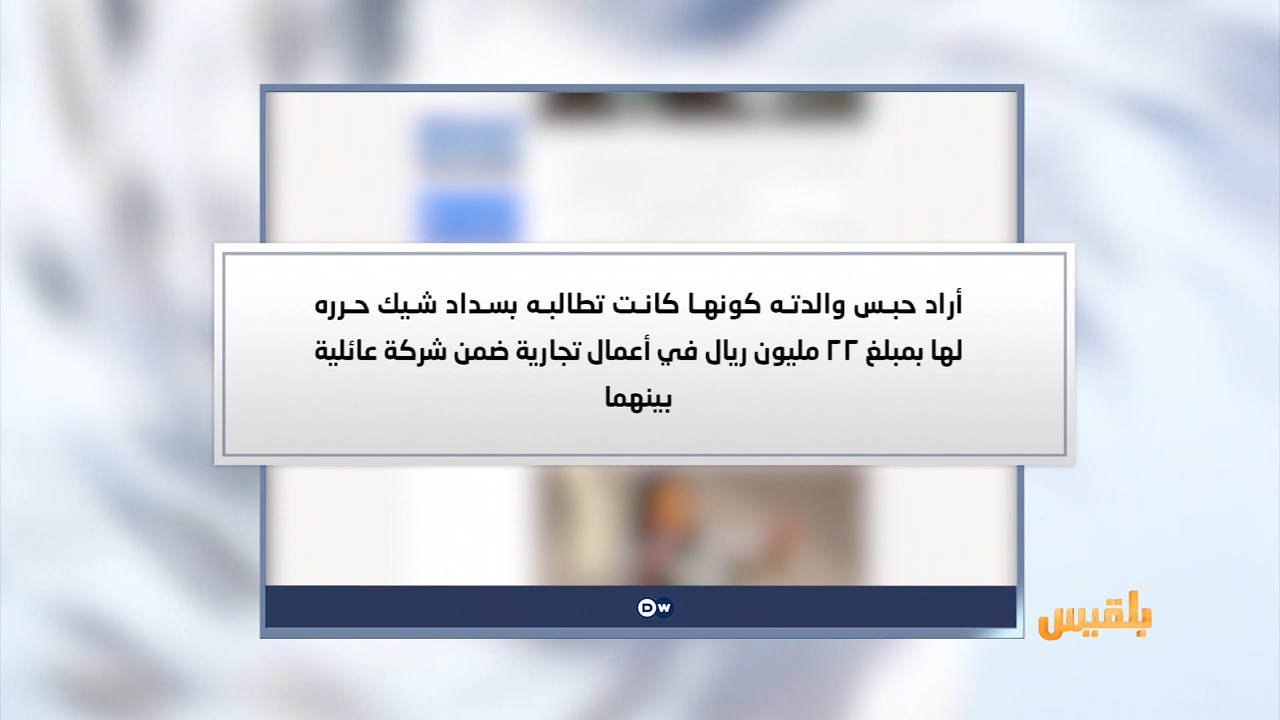 أراد حبس والدته كونها كانت تطالبه بسداد شيك حرره
لها بمبلغ ٢٢ مليون ريال في أعمال تجارية ضمن شركة عائلية
بينهما
DW
بلقيس